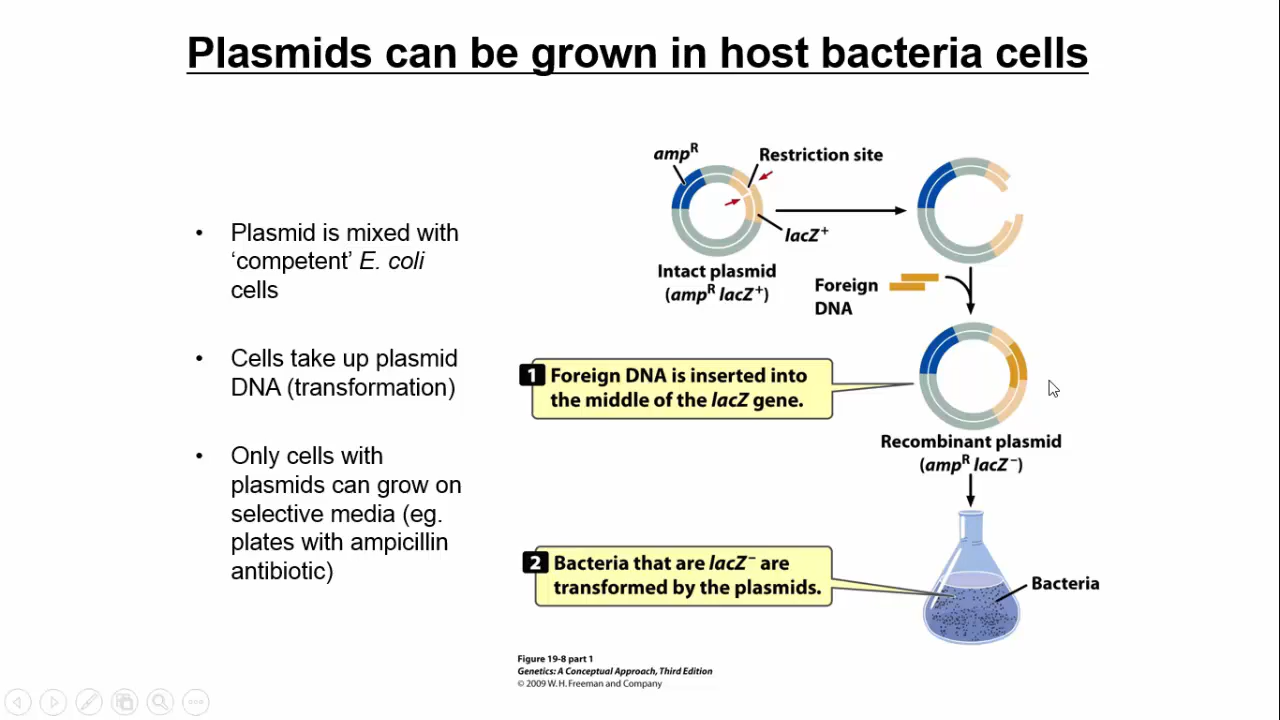 Plasmids can be grown in host bacteria cells
• Plasmid is mixed with
‘competent’ E. coli
cells
• Cells take up plasmid
DNA (transformation)
• Only cells with
plasmids can grow on
selective media (eg.
plates with ampicillin
antibiotic)
ampᴿ
Restriction site
lacZ⁺
Intact plasmid
(ampᴿ lacZ⁺)
Foreign
DNA
1 Foreign DNA is inserted into
the middle of the lacZ gene.
Recombinant plasmid
(ampᴿ lacZ⁻)
2 Bacteria that are lacZ⁻ are
transformed by the plasmids.
Bacteria
Figure 19-8 part 1
Genetics: A Conceptual Approach, Third Edition
© 2009 W. H. Freeman and Company